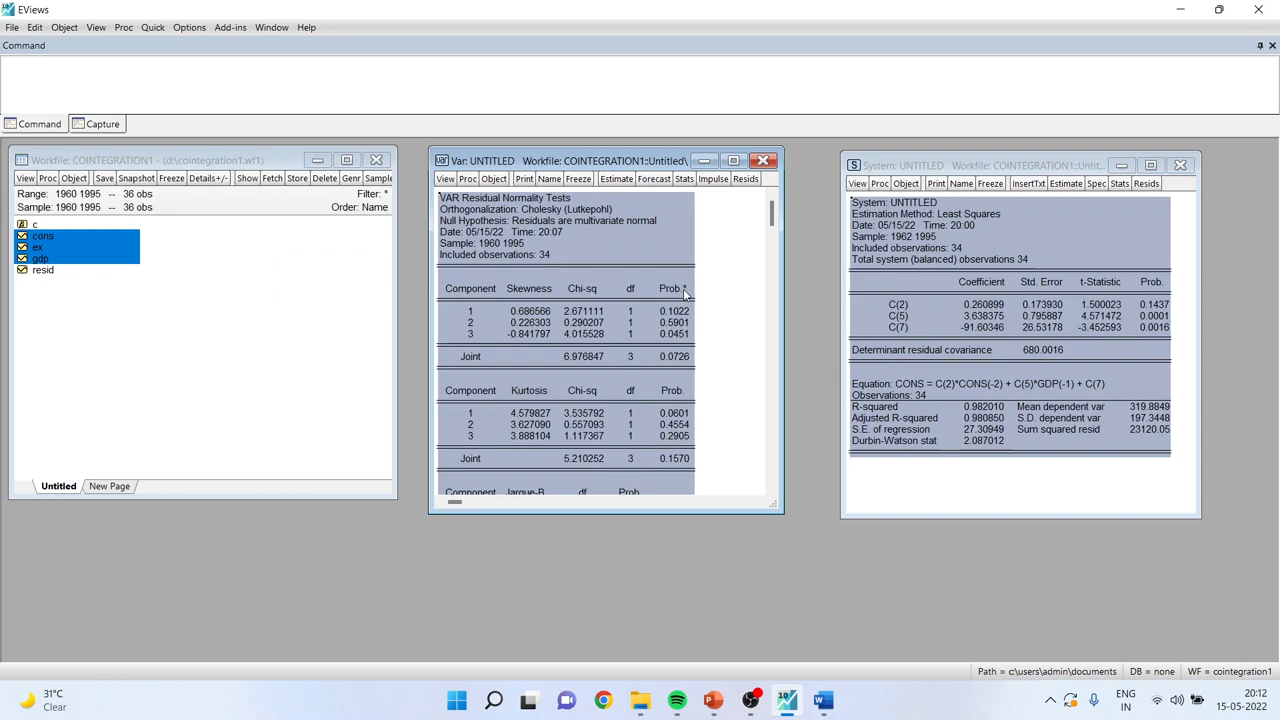 EViews
File Edit Object View Proc Quick Options Add-ins Window Help
Command
Command Capture
Workfile: COINTEGRATION1 - (d:\cointegration1.wf1)
View Proc Object Save Snapshot Freeze Details+/- Show Fetch Store Delete Genr Sample
Range: 1960 1995 -- 36 obs Filter: *
Sample: 1960 1995 -- 36 obs Order: Name
c
cons
ex
gdp
resid
Untitled New Page
Var: UNTITLED Workfile: COINTEGRATION1::Untitled\
View Proc Object Print Name Freeze Estimate Forecast Stats Impulse Resids
VAR Residual Normality Tests
Orthogonalization: Cholesky (Lutkepohl)
Null Hypothesis: Residuals are multivariate normal
Date: 05/15/22 Time: 20:07
Sample: 1960 1995
Included observations: 34
Component Skewness Chi-sq df Prob.*
1 0.686566 2.671111 1 0.1022
2 0.226303 0.290207 1 0.5901
3 -0.841797 4.015528 1 0.0451
Joint 6.976847 3 0.0726
Component Kurtosis Chi-sq df Prob.
1 4.579827 3.535792 1 0.0601
2 3.627090 0.557093 1 0.4554
3 3.888104 1.117367 1 0.2905
Joint 5.210252 3 0.1570
Component Jarque-B df Prob.
System: UNTITLED Workfile: COINTEGRATION1::Untit...
View Proc Object Print Name Freeze InsertTxt Estimate Spec Stats Resids
System: UNTITLED
Estimation Method: Least Squares
Date: 05/15/22 Time: 20:00
Sample: 1962 1995
Included observations: 34
Total system (balanced) observations 34
Coefficient Std. Error t-Statistic Prob.
C(2) 0.260899 0.173930 1.500023 0.1437
C(5) 3.638375 0.795887 4.571472 0.0001
C(7) -91.60346 26.53178 -3.452593 0.0016
Determinant residual covariance 680.0016
Equation: CONS = C(2)*CONS(-2) + C(5)*GDP(-1) + C(7)
Observations: 34
R-squared 0.982010 Mean dependent var 319.8849
Adjusted R-squared 0.980850 S.D. dependent var 197.3448
S.E. of regression 27.30949 Sum squared resid 23120.05
Durbin-Watson stat 2.087012
Path = c:\users\admin\documents DB = none WF = cointegration1
31°C
Clear
ENG
IN
20:12
15-05-2022